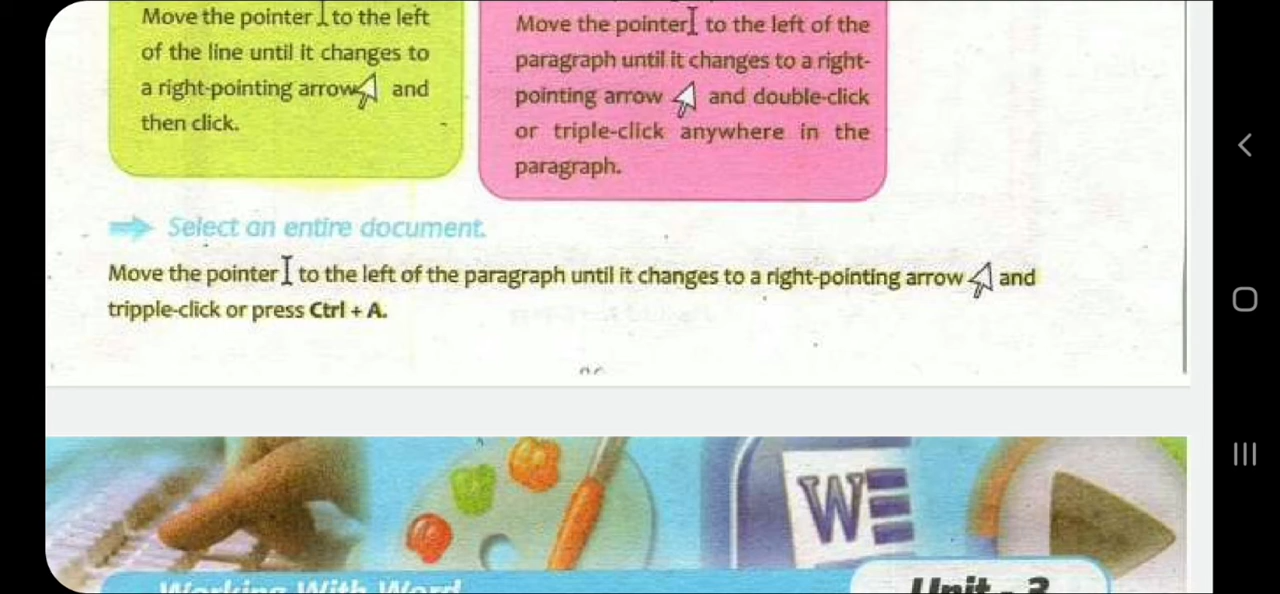 Move the pointer to the left
of the line until it changes to
a right-pointing arrow and
then click.
Move the pointer to the left of the
paragraph until it changes to a right-
pointing arrow and double-click
or triple-click anywhere in the
paragraph.
Select an entire document.
Move the pointer to the left of the paragraph until it changes to a right-pointing arrow and
tripple-click or press Ctrl + A.
W
Working With Word
Unit - 3